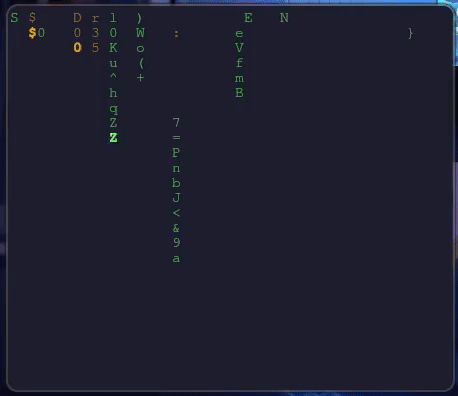 S $ D r l ) E N
$0 0 3 0 W : e }
0 5 K o V
u ( f
^ + m
h B
q
Z 7
Z =
P
n
b
J
<
&
9
a